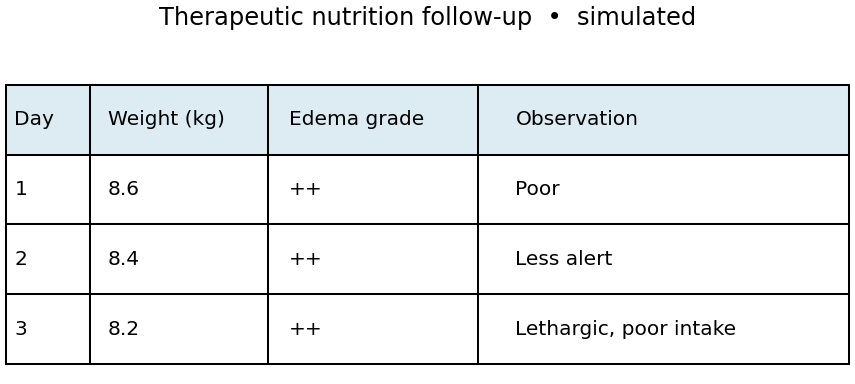 Therapeutic nutrition follow-up • simulated
Day Weight (kg) Edema grade Observation
1 8.6 ++ Poor
2 8.4 ++ Less alert
3 8.2 ++ Lethargic, poor intake